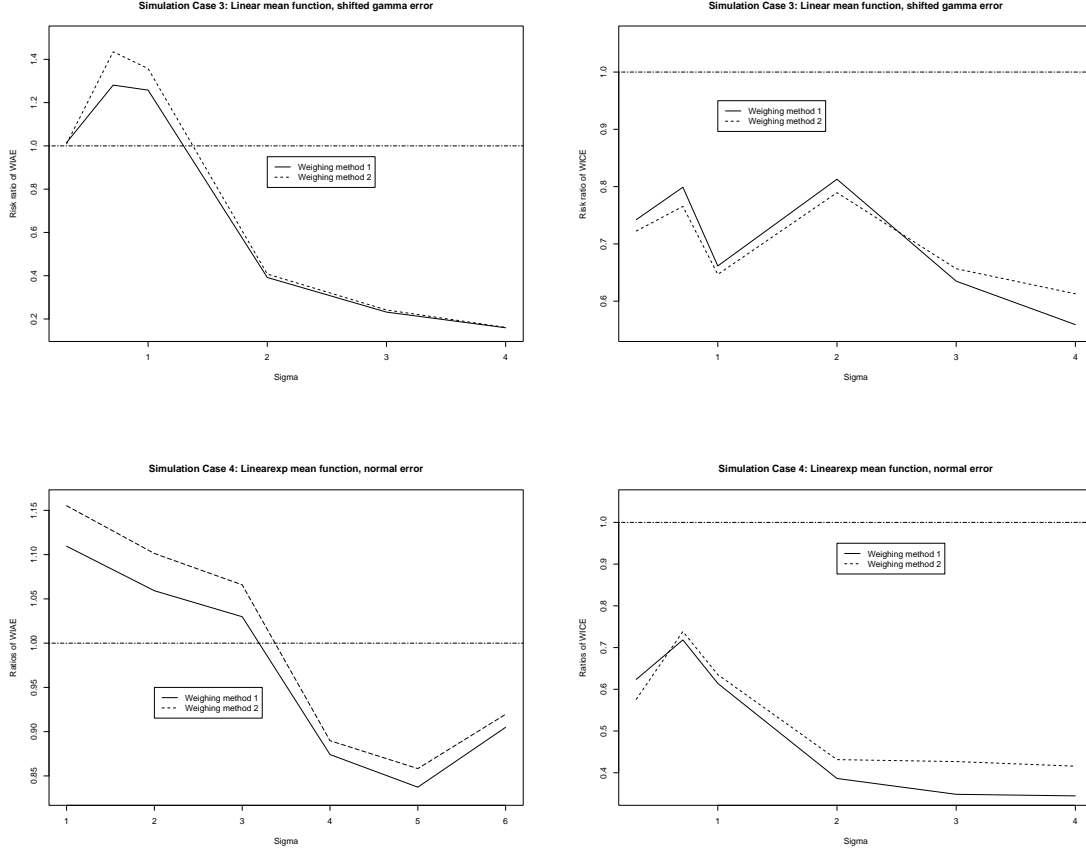 Simulation Case 3: Linear mean function, shifted gamma error
Risk ratio of WIAE
1.4
1.2
1.0
0.8
0.6
0.4
0.2
Weighing method 1
Weighing method 2
1 2 3 4
Sigma
Simulation Case 3: Linear mean function, shifted gamma error
Risk ratio of WICE
1.0
0.9
0.8
0.7
0.6
Weighing method 1
Weighing method 2
1 2 3 4
Sigma
Simulation Case 4: Linearexp mean function, normal error
Ratios of WIAE
1.15
1.10
1.05
1.00
0.95
0.90
0.85
Weighing method 1
Weighing method 2
1 2 3 4 5 6
Sigma
Simulation Case 4: Linearexp mean function, normal error
Ratios of WICE
1.0
0.9
0.8
0.7
0.6
0.5
0.4
Weighing method 1
Weighing method 2
1 2 3 4
Sigma